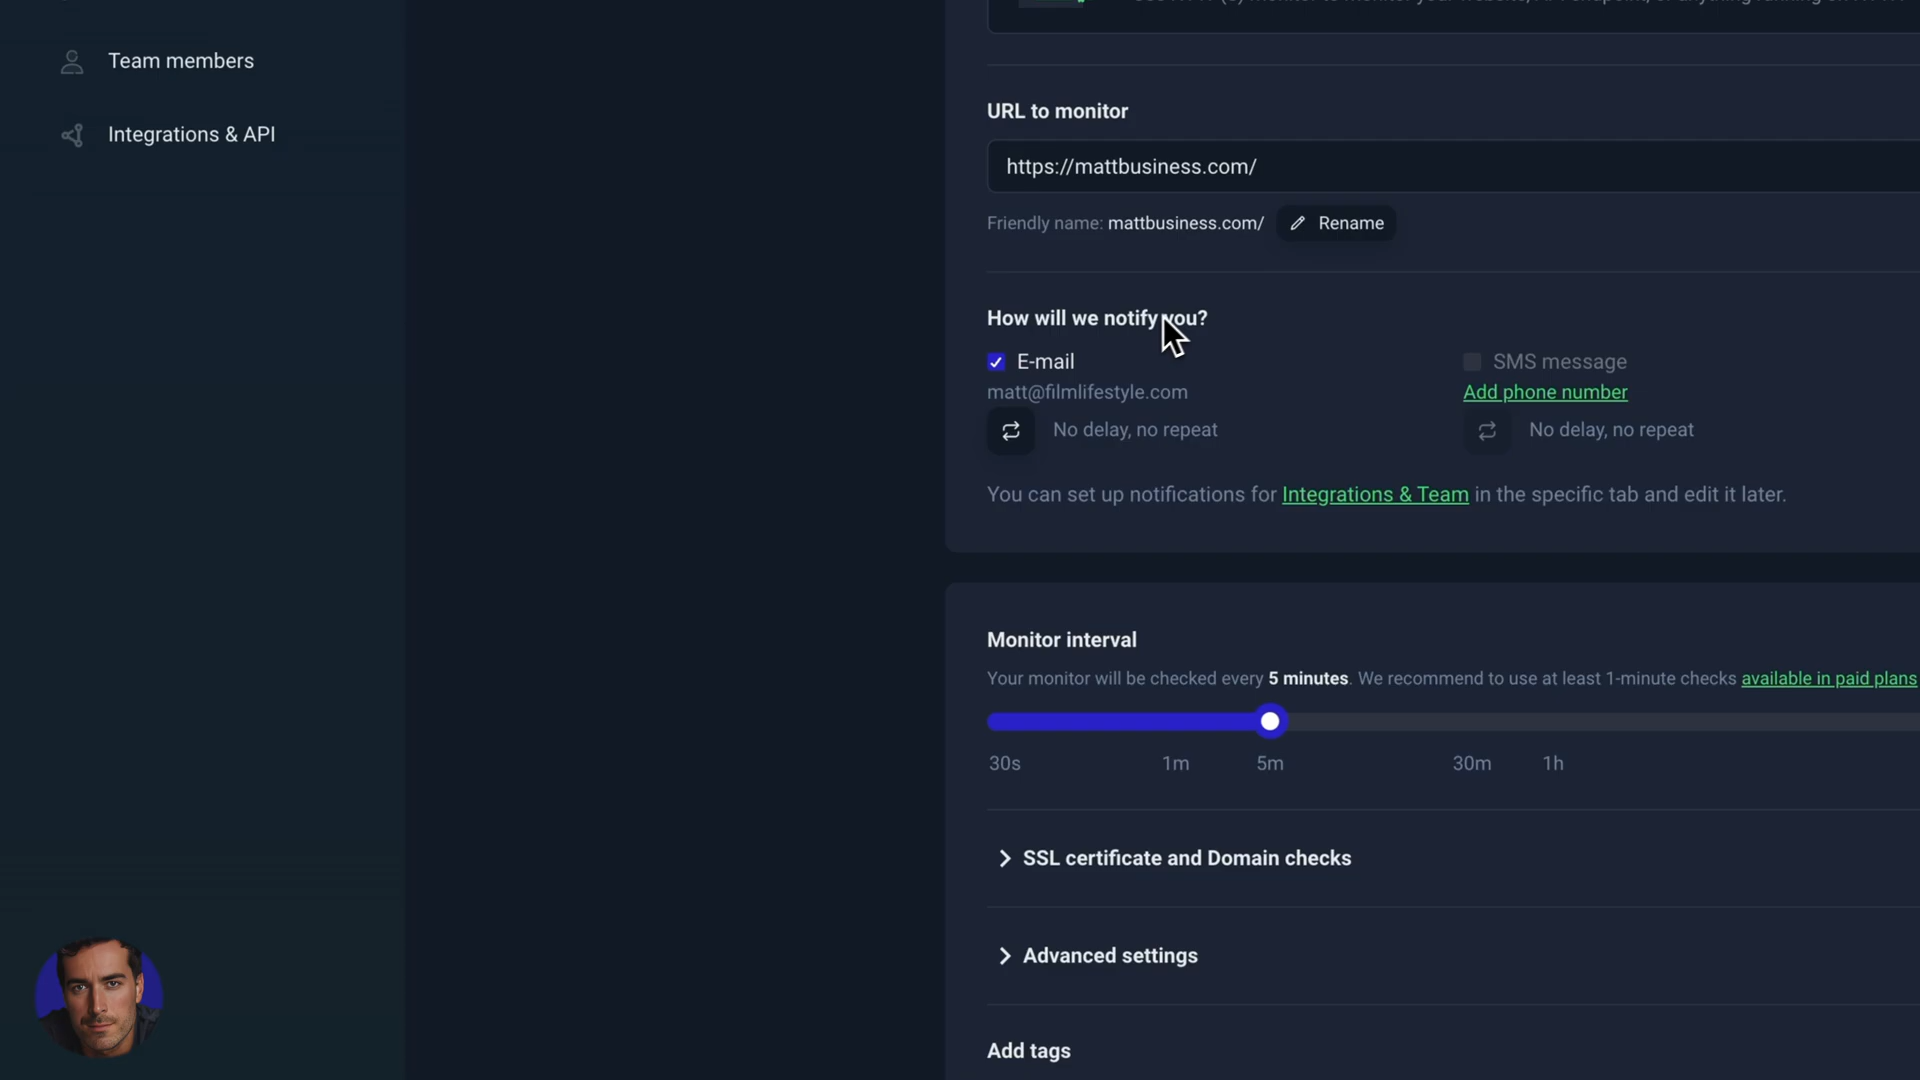 Team members
Integrations & API
URL to monitor
https://mattbusiness.com/
Friendly name: mattbusiness.com/ Rename
How will we notify you?
E-mail
matt@filmlifestyle.com
No delay, no repeat
SMS message
Add phone number
No delay, no repeat
You can set up notifications for Integrations & Team in the specific tab and edit it later.
Monitor interval
Your monitor will be checked every 5 minutes. We recommend to use at least 1-minute checks available in paid plans
30s 1m 5m 30m 1h
SSL certificate and Domain checks
Advanced settings
Add tags